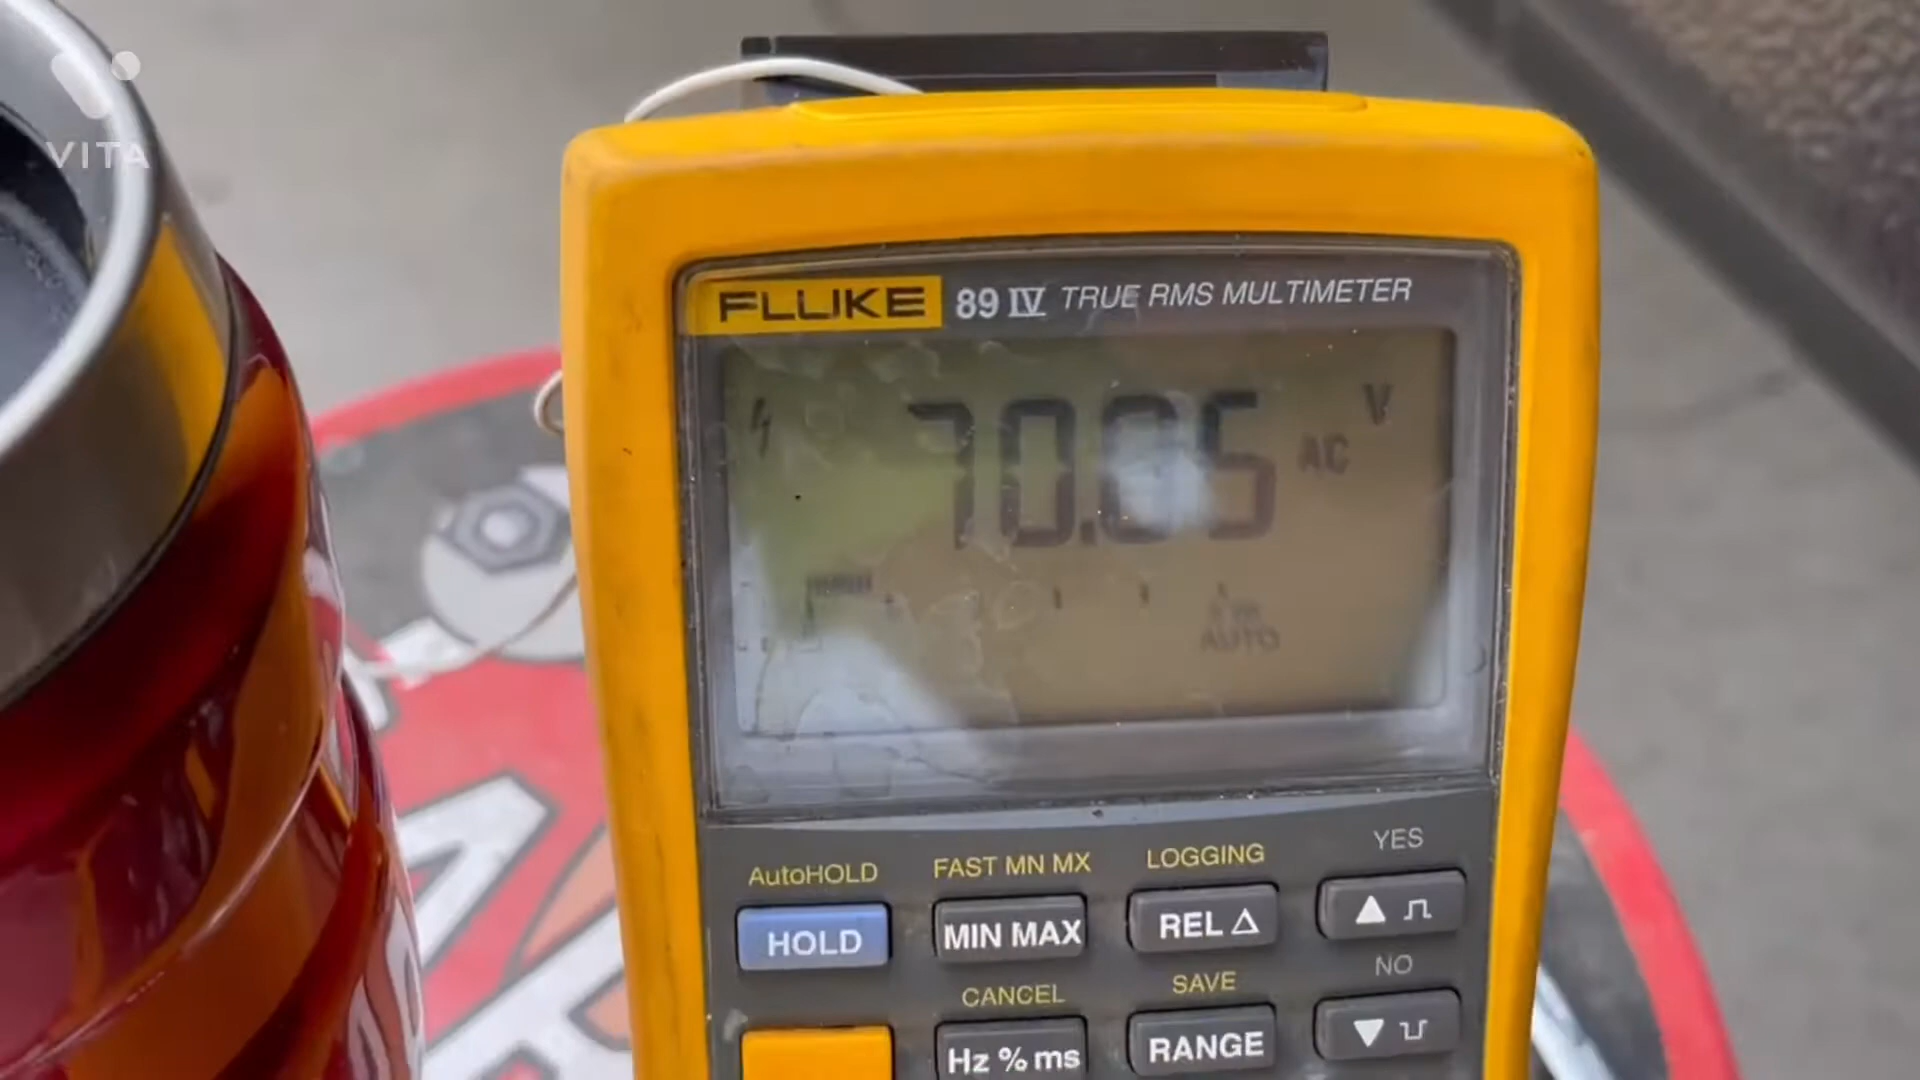 VITA
FLUKE 89 IV TRUE RMS MULTIMETER
V
AC
AUTO
YES
AutoHOLD FAST MN MX LOGGING
HOLD MIN MAX REL △
NO
CANCEL SAVE
Hz % ms RANGE